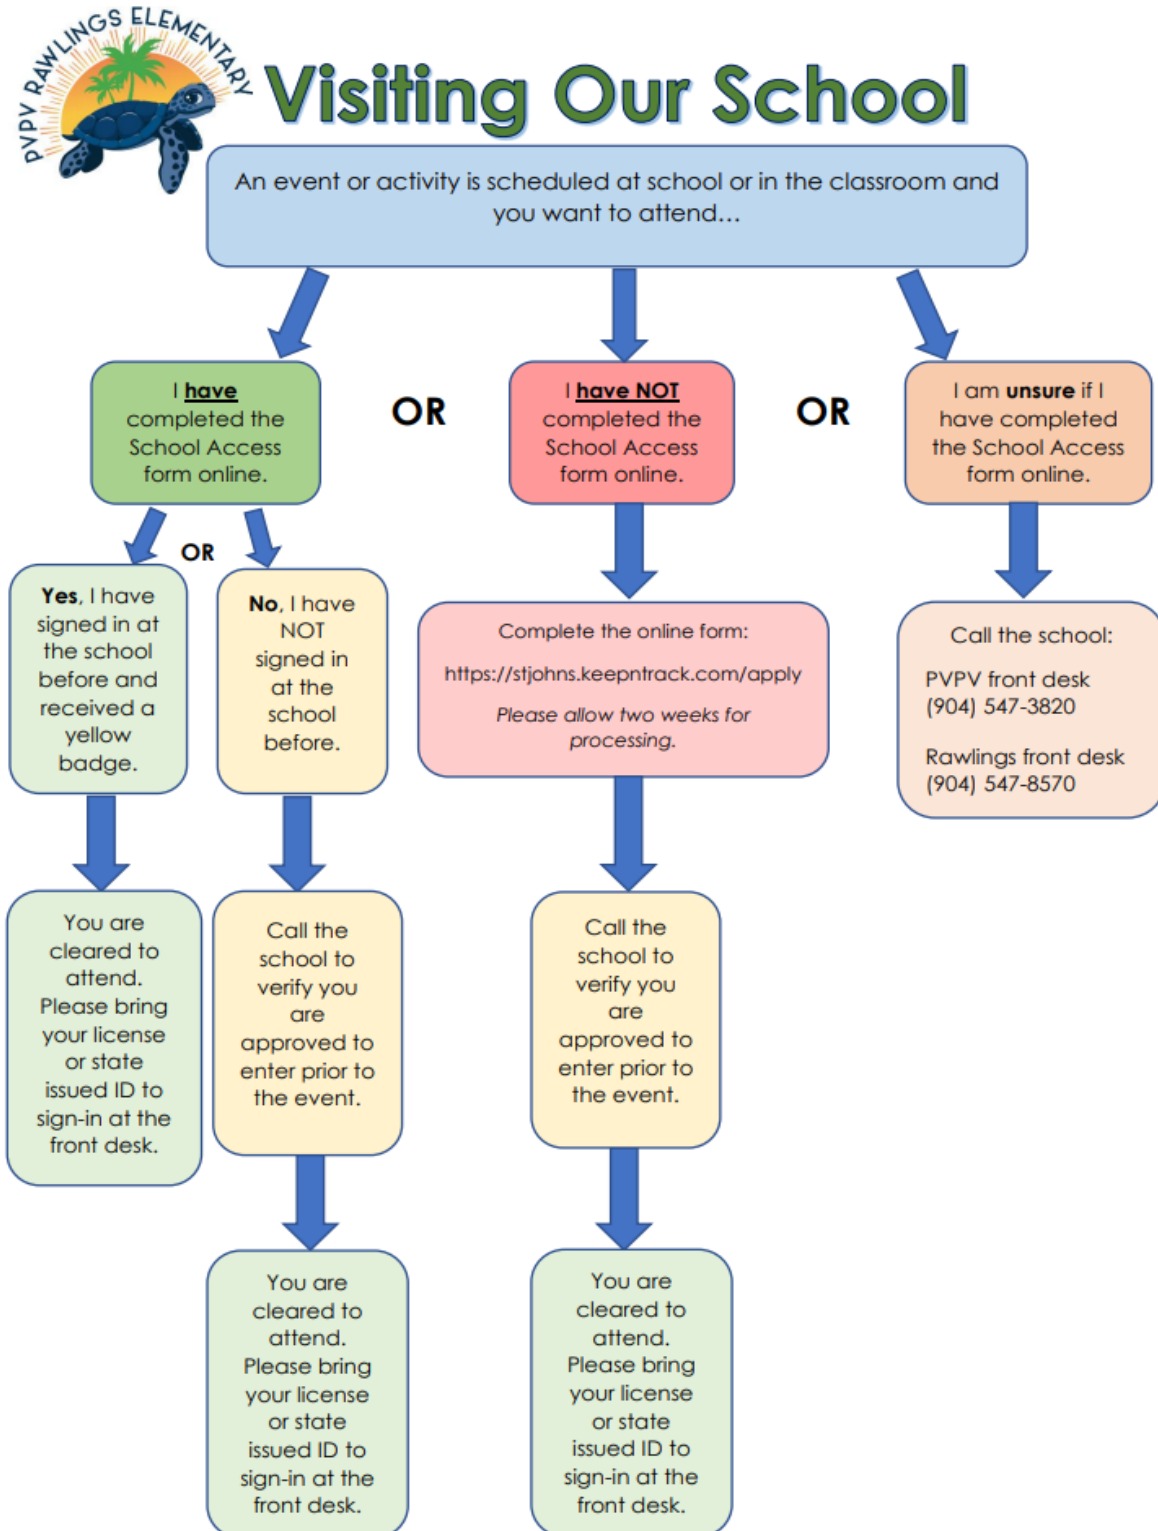 PVPV RAWLINGS ELEMENTARY
Visiting Our School
An event or activity is scheduled at school or in the classroom and
you want to attend...
I have
completed the
School Access
form online.
OR
I have NOT
completed the
School Access
form online.
OR
I am unsure if I
have completed
the School Access
form online.
Yes, I have
signed in at
the school
before and
received a
yellow
badge.
OR
No, I have
NOT
signed in
at the
school
before.
Complete the online form:
https://stjohns.keepntrack.com/apply
Please allow two weeks for
processing.
Call the school:
PVPV front desk
(904) 547-3820
Rawlings front desk
(904) 547-8570
You are
cleared to
attend.
Please bring
your license
or state
issued ID to
sign-in at the
front desk.
Call the
school to
verify you
are
approved to
enter prior to
the event.
Call the
school to
verify you
are
approved to
enter prior to
the event.
You are
cleared to
attend.
Please bring
your license
or state
issued ID to
sign-in at the
front desk.
You are
cleared to
attend.
Please bring
your license
or state
issued ID to
sign-in at the
front desk.